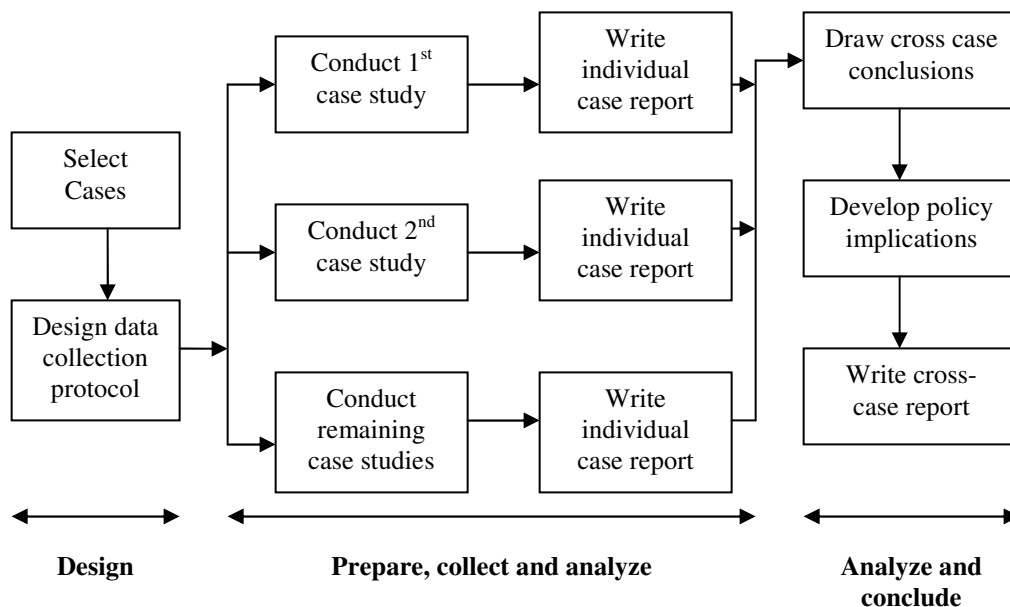 Select
Cases
Design data
collection
protocol
Conduct 1st
case study
Write
individual
case report
Conduct 2nd
case study
Write
individual
case report
Conduct
remaining
case studies
Write
individual
case report
Draw cross case
conclusions
Develop policy
implications
Write cross-
case report
Design
Prepare, collect and analyze
Analyze and
conclude